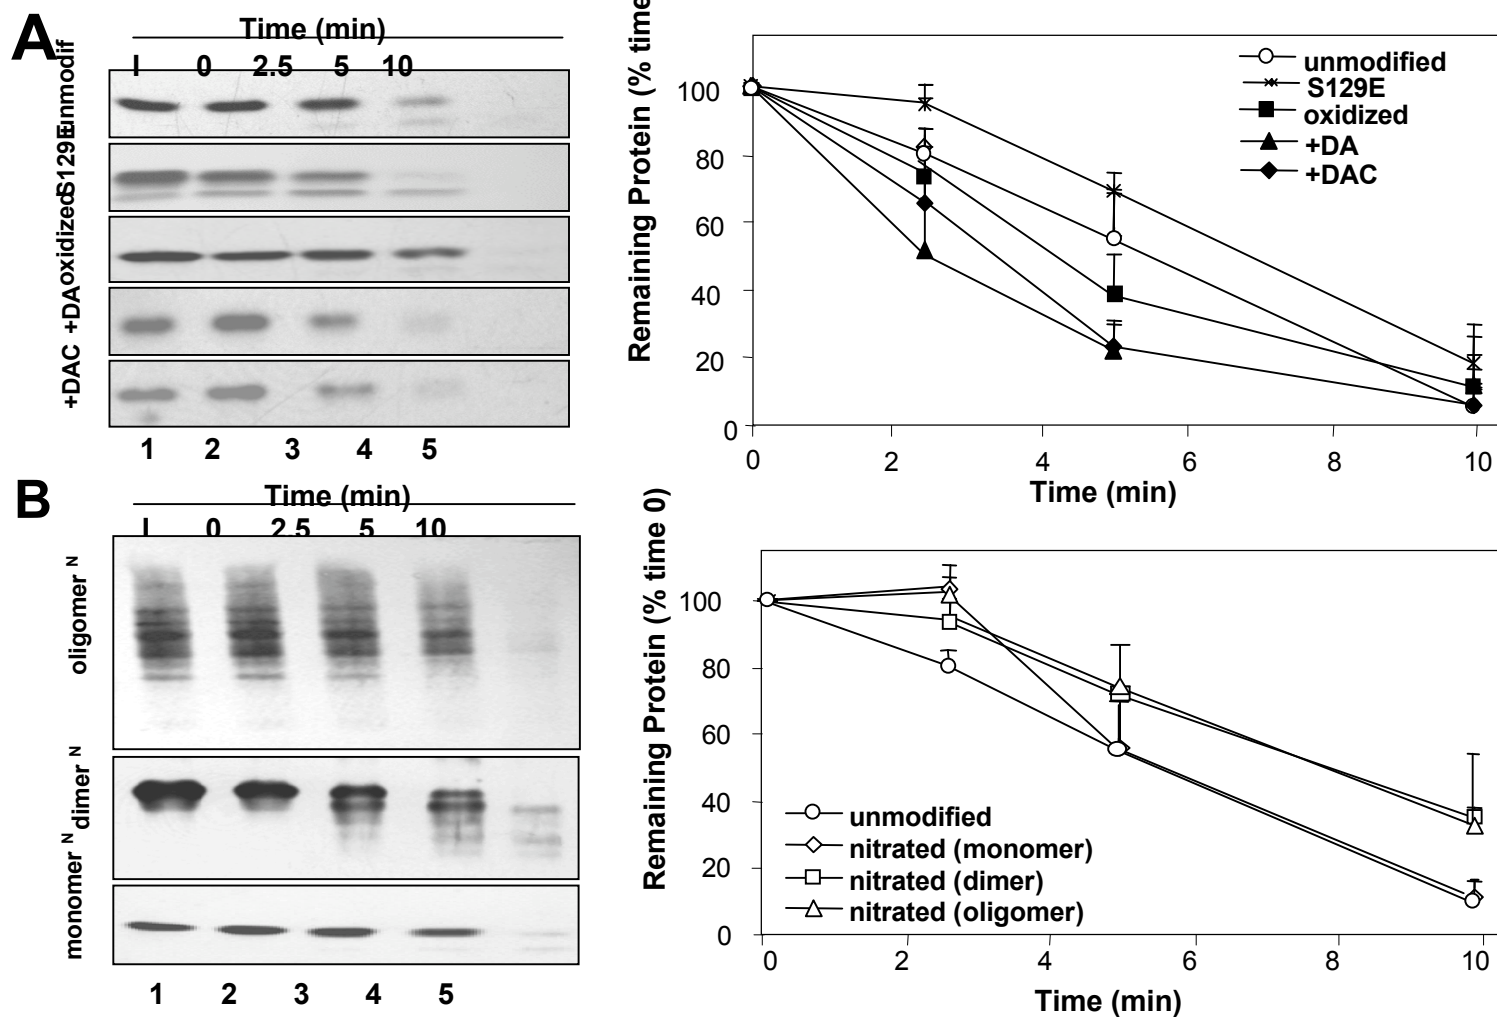 A
Time (min)
I 0 2.5 5 10
unmodif
S129E
oxidized
+DA
+DAC
1 2 3 4 5
Remaining Protein (% time
100
80
60
40
20
0
0 2 4 6 8 10
Time (min)
unmodified
S129E
oxidized
+DA
+DAC
B
Time (min)
I 0 2.5 5 10
oligomer N
dimer N
monomer N
1 2 3 4 5
Remaining Protein (% time 0)
100
80
60
40
20
0
0 2 4 6 8 10
Time (min)
unmodified
nitrated (monomer)
nitrated (dimer)
nitrated (oligomer)